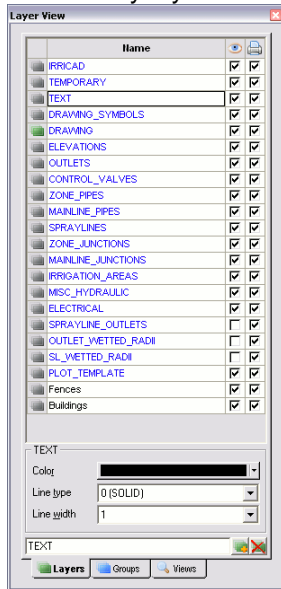 Layer View
Name
IRRICAD
TEMPORARY
TEXT
DRAWING_SYMBOLS
DRAWING
ELEVATIONS
OUTLETS
CONTROL_VALVES
ZONE_PIPES
MAINLINE_PIPES
SPRAYLINES
ZONE_JUNCTIONS
MAINLINE_JUNCTIONS
IRRIGATION_AREAS
MISC_HYDRAULIC
ELECTRICAL
SPRAYLINE_OUTLETS
OUTLET_WETTED_RADII
SL_WETTED_RADII
PLOT_TEMPLATE
Fences
Buildings
TEXT
Color
Line type 0 (SOLID)
Line width 1
TEXT
Layers Groups Views